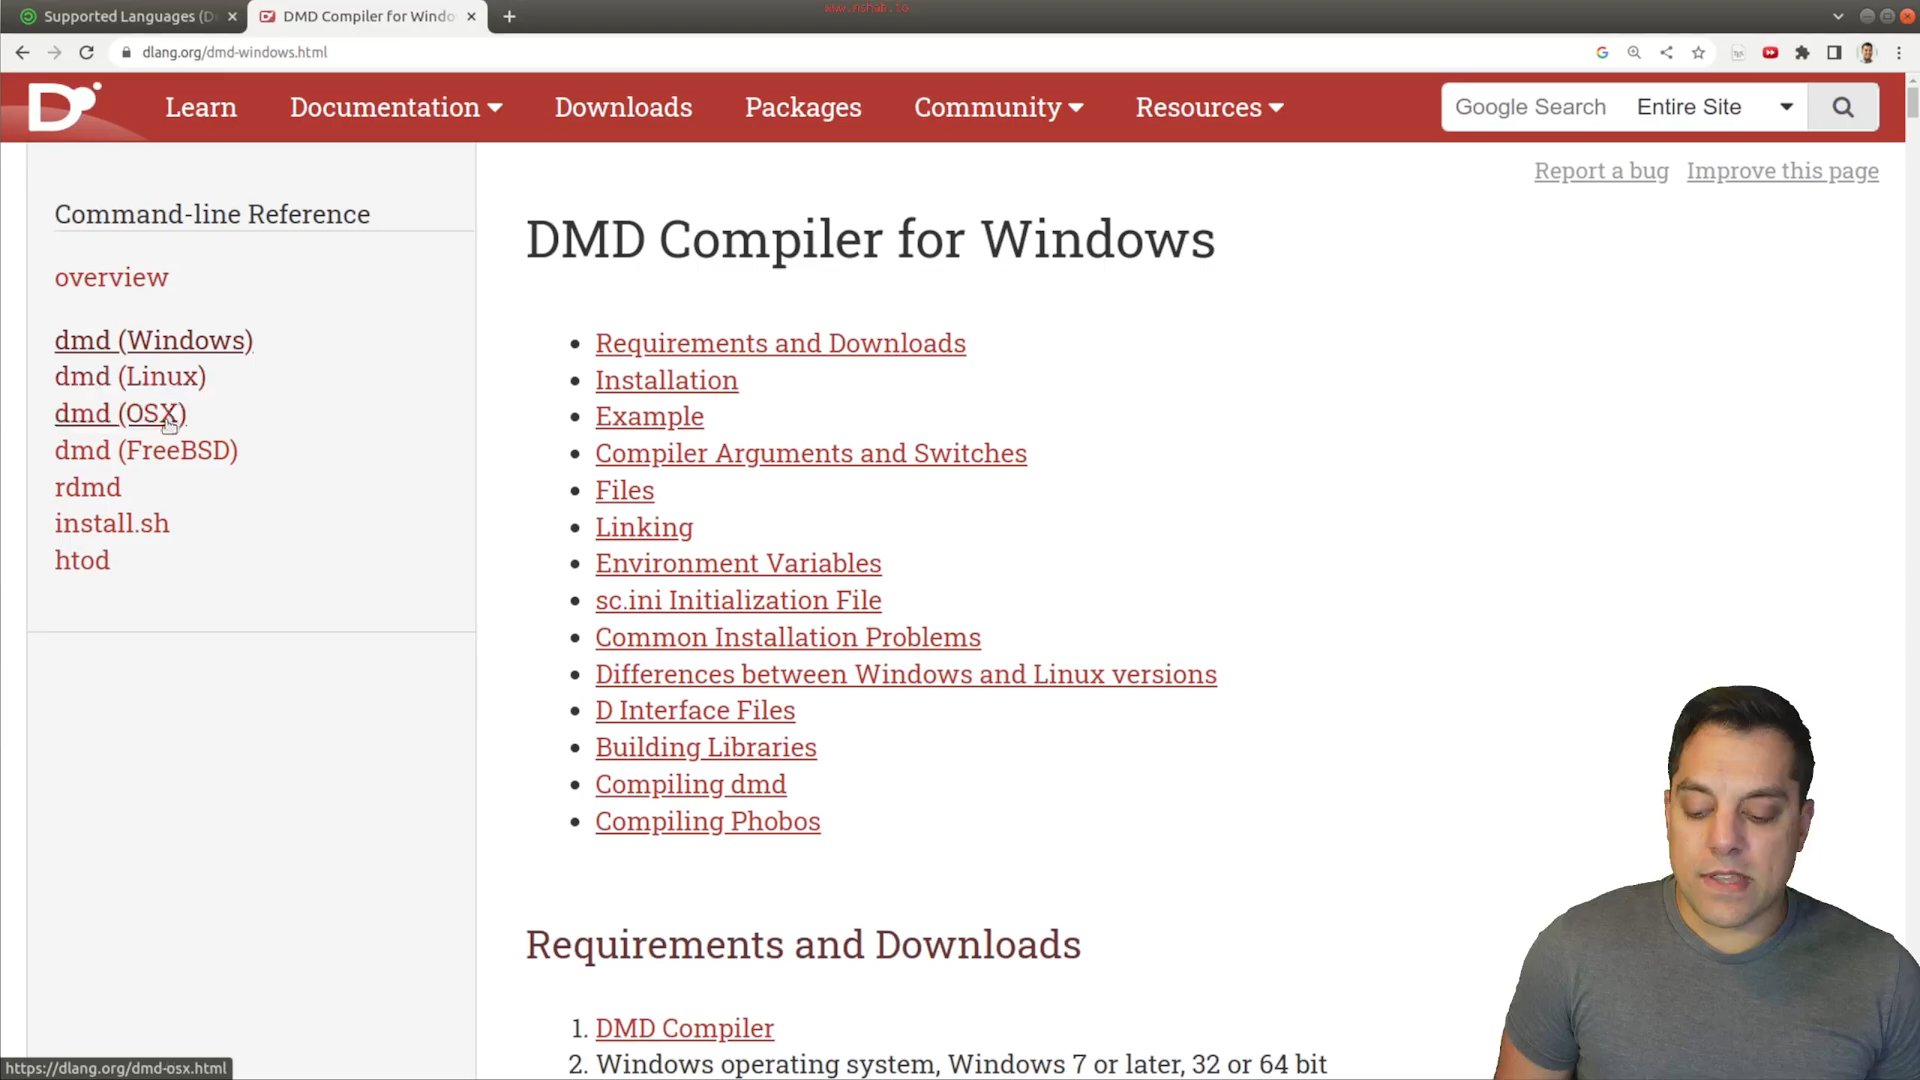 Supported Languages (D
DMD Compiler for Windo
www.rshab.to
dlang.org/dmd-windows.html
D
Learn
Documentation
Downloads
Packages
Community
Resources
Google Search
Entire Site
Report a bug
Improve this page
Command-line Reference
overview
dmd (Windows)
dmd (Linux)
dmd (OSX)
dmd (FreeBSD)
rdmd
install.sh
htod
DMD Compiler for Windows
Requirements and Downloads
Installation
Example
Compiler Arguments and Switches
Files
Linking
Environment Variables
sc.ini Initialization File
Common Installation Problems
Differences between Windows and Linux versions
D Interface Files
Building Libraries
Compiling dmd
Compiling Phobos
Requirements and Downloads
1. DMD Compiler
2. Windows operating system, Windows 7 or later, 32 or 64 bit
https://dlang.org/dmd-osx.html